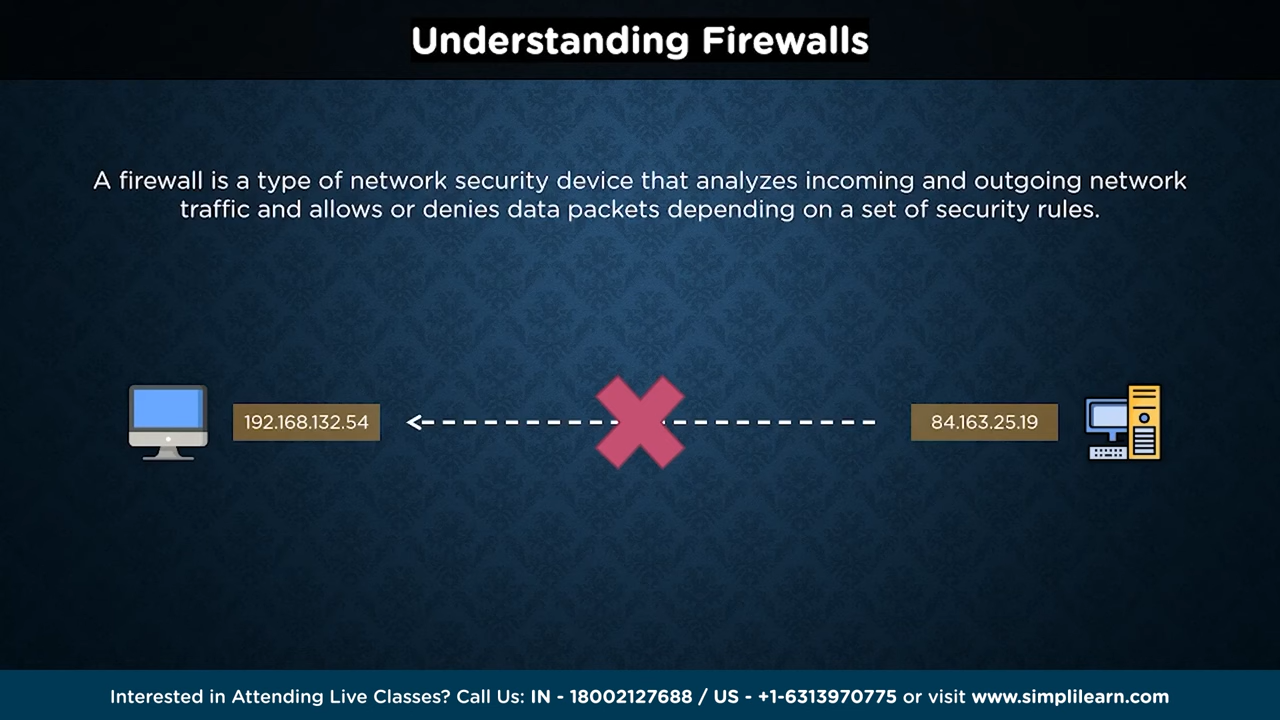 Understanding Firewalls
A firewall is a type of network security device that analyzes incoming and outgoing network
traffic and allows or denies data packets depending on a set of security rules.
192.168.132.54
84.163.25.19
Interested in Attending Live Classes? Call Us: IN - 18002127688 / US - +1-6313970775 or visit www.simplilearn.com